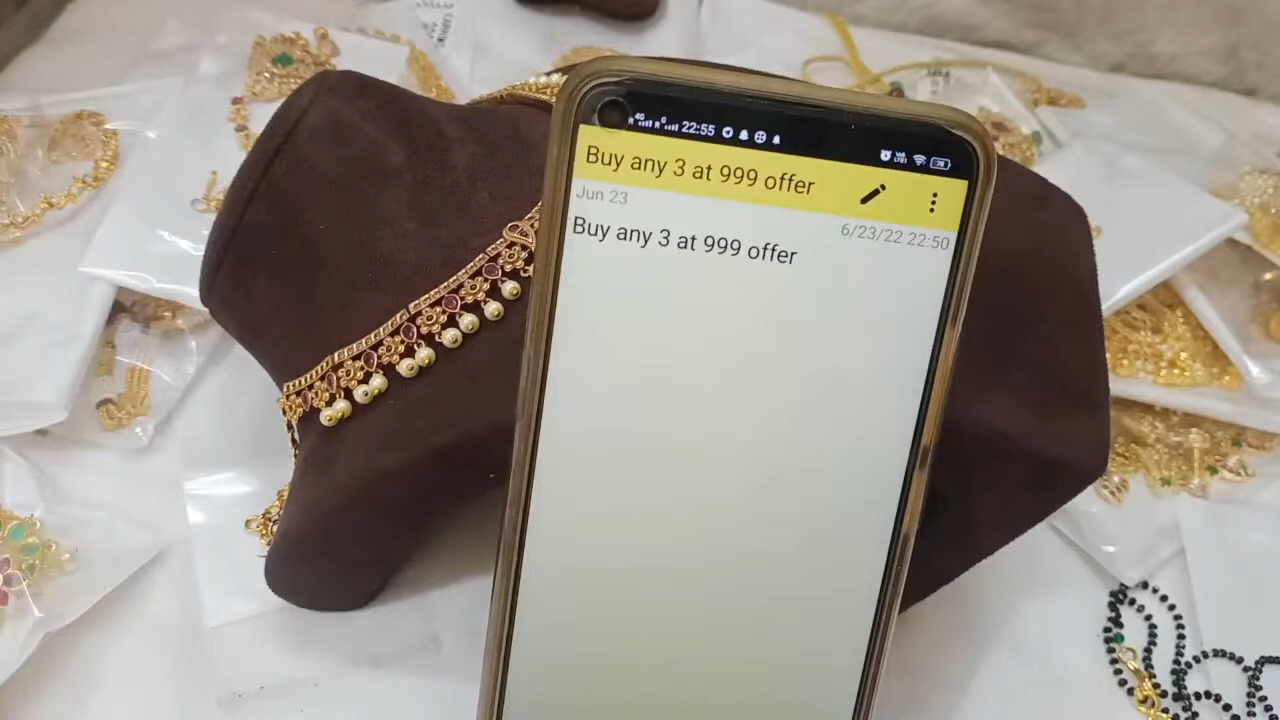 22:55
78
Buy any 3 at 999 offer
Jun 23
6/23/22 22:50
Buy any 3 at 999 offer